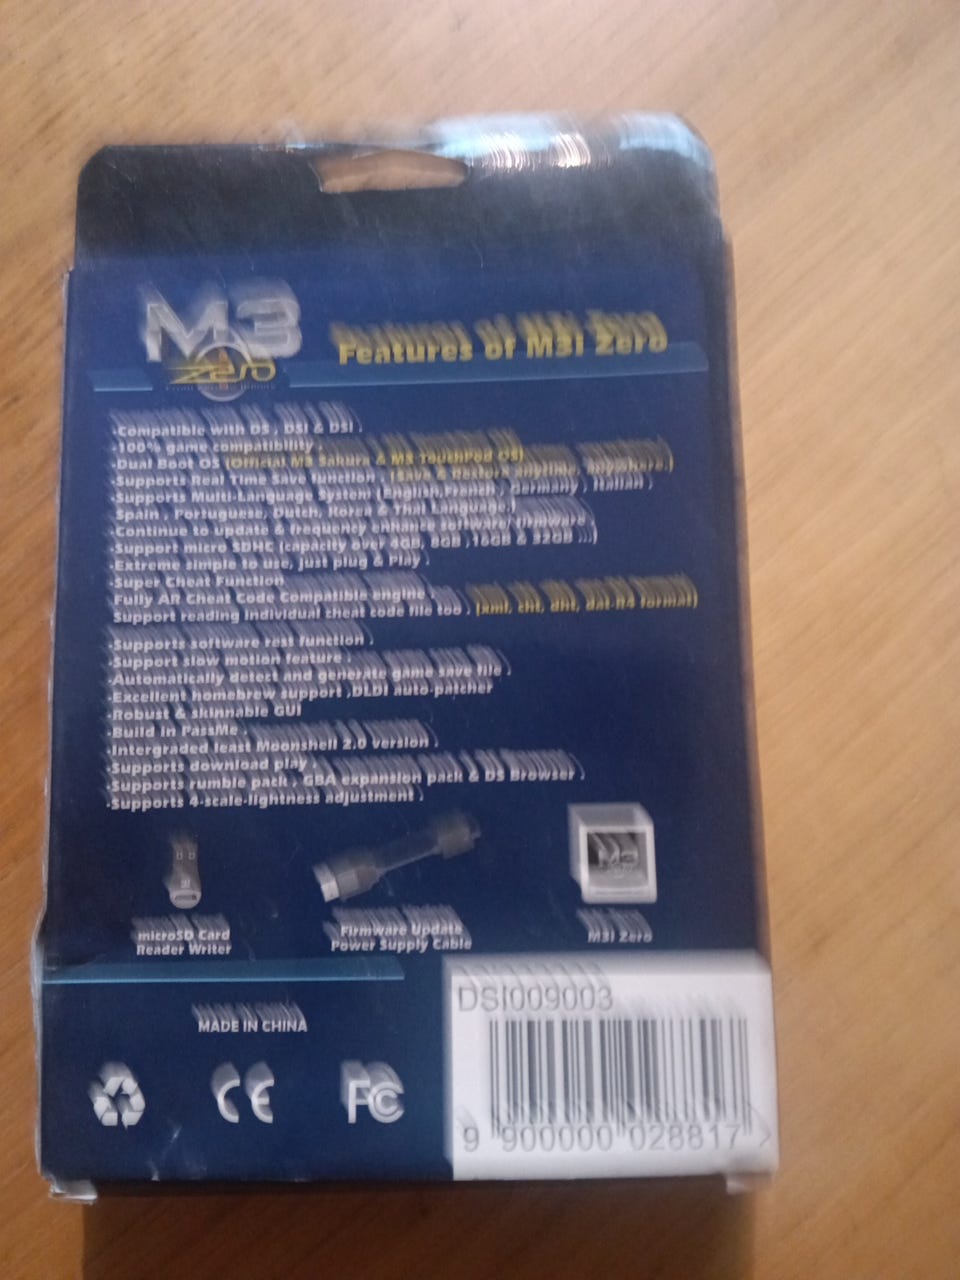 M3
Zero
Features of M3i Zero
·Compatible with DS , DSl & DSi .
·100% game compatibility .
·Dual Boot OS (Official M3 Sakura & M3 TouchPod OS)
·Supports Real Time Save function . (Save & Restore Anytime, Anywhere.)
·Supports Multi-Language System (English,French , Germany , Italian ,
Spain , Portuguese, Dutch, Korea & Thai Language.)
·Continue to update & frequency enhance software/firmware
·Support micro SDHC (capacity over 4GB, 8GB ,16GB & 32GB )
·Extreme simple to use, just plug & Play .
·Super Cheat Function
Fully AR Cheat Code Compatible engine .
Support reading individual cheat code file too . (xml, cht, dht, dat-R4 format)
·Supports software rest function .
·Support slow motion feature .
·Automatically detect and generate game save file .
·Excellent homebrew support ,DLDI auto-patcher
·Robust & skinnable GUI
·Build in PassMe .
·Intergraded least Moonshell 2.0 version .
·Supports download play .
·Supports rumble pack , GBA expansion pack & DS Browser .
·Supports 4-scale-lightness adjustment .
microSD Card
Reader Writer
Firmware Update
Power Supply Cable
M3
M3i Zero
MADE IN CHINA
CE
FC
DSI009003
9 900000 028817 >